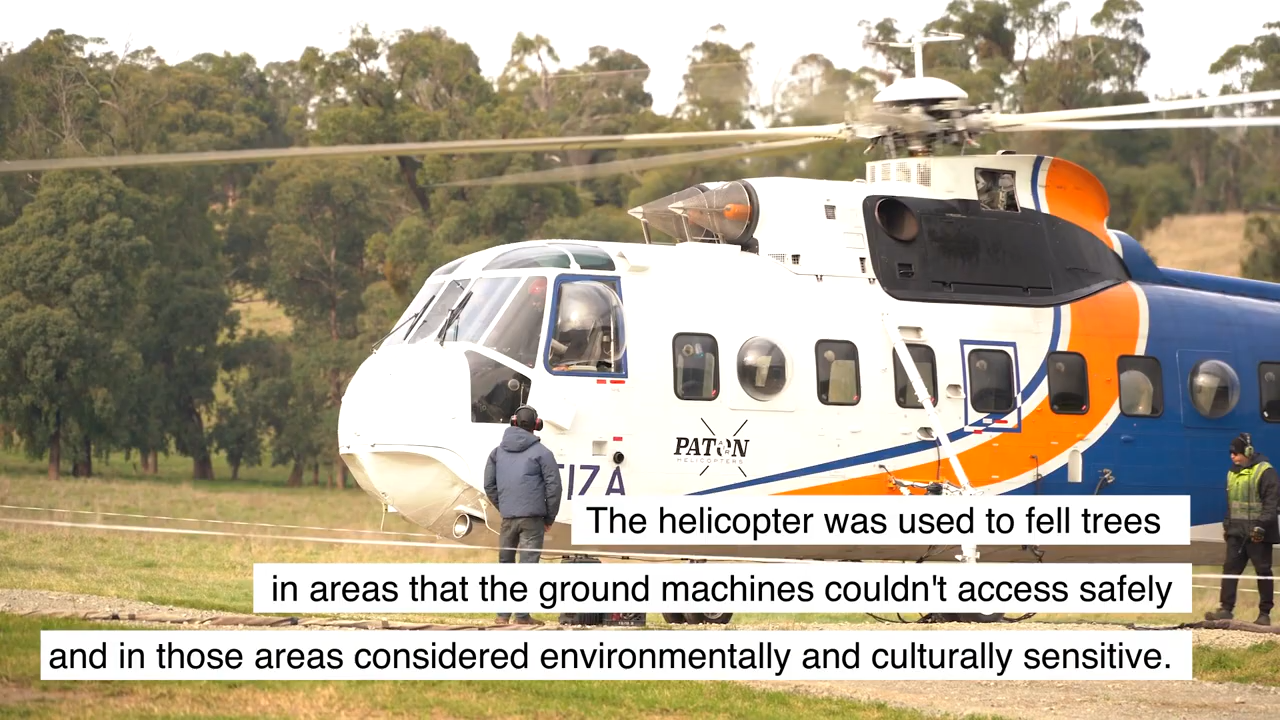 PATON
HELICOPTERS
IZA
The helicopter was used to fell trees
in areas that the ground machines couldn't access safely
and in those areas considered environmentally and culturally sensitive.